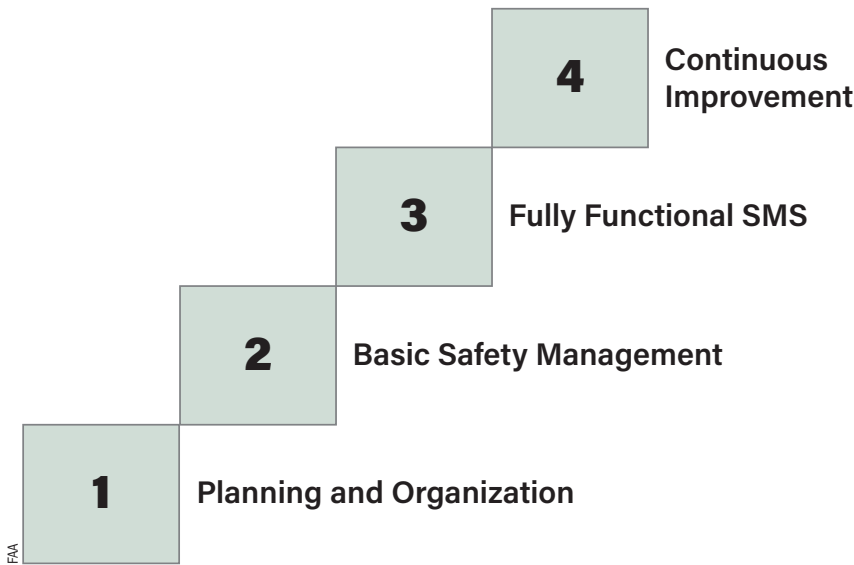 4
Continuous
Improvement
3
Fully Functional SMS
2
Basic Safety Management
1
Planning and Organization
FAA